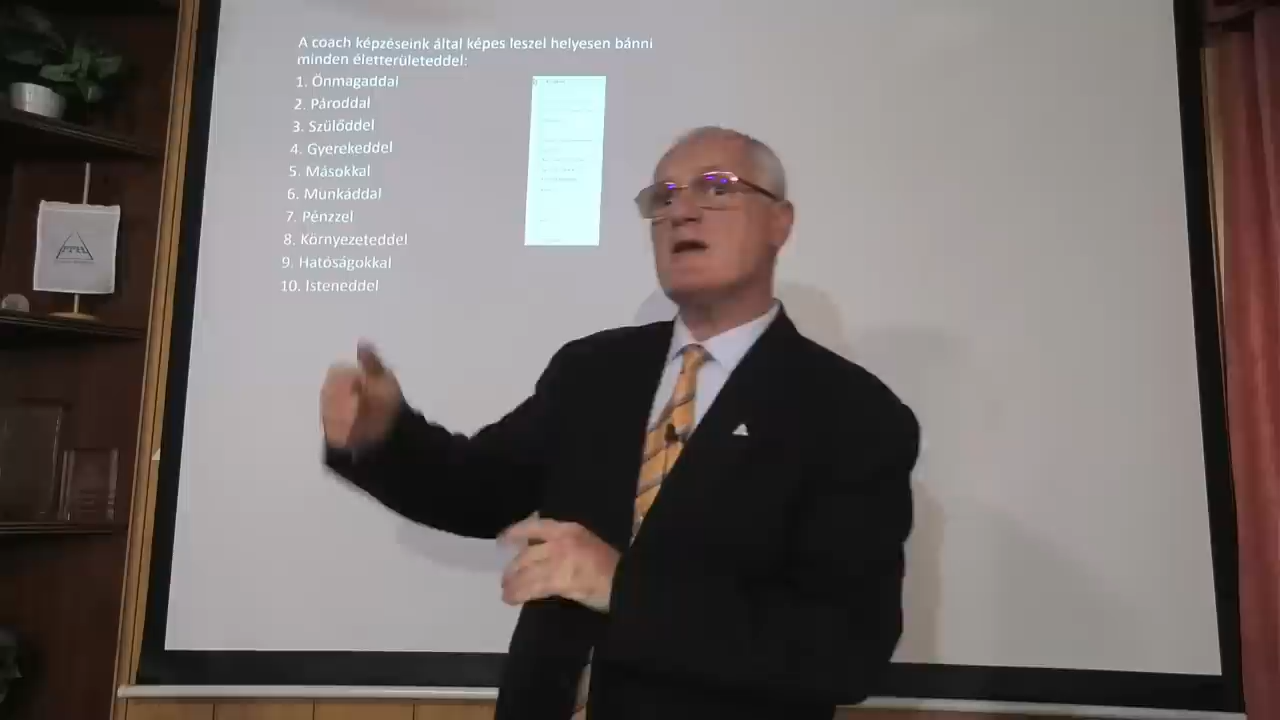 A coach képzéseink által képes leszel helyesen bánni
minden életterületeddel:
1. Önmagaddal
2. Pároddal
3. Szülőddel
4. Gyerekeddel
5. Másokkal
6. Munkáddal
7. Pénzzel
8. Környezeteddel
9. Hatóságokkal
10. Isteneddel